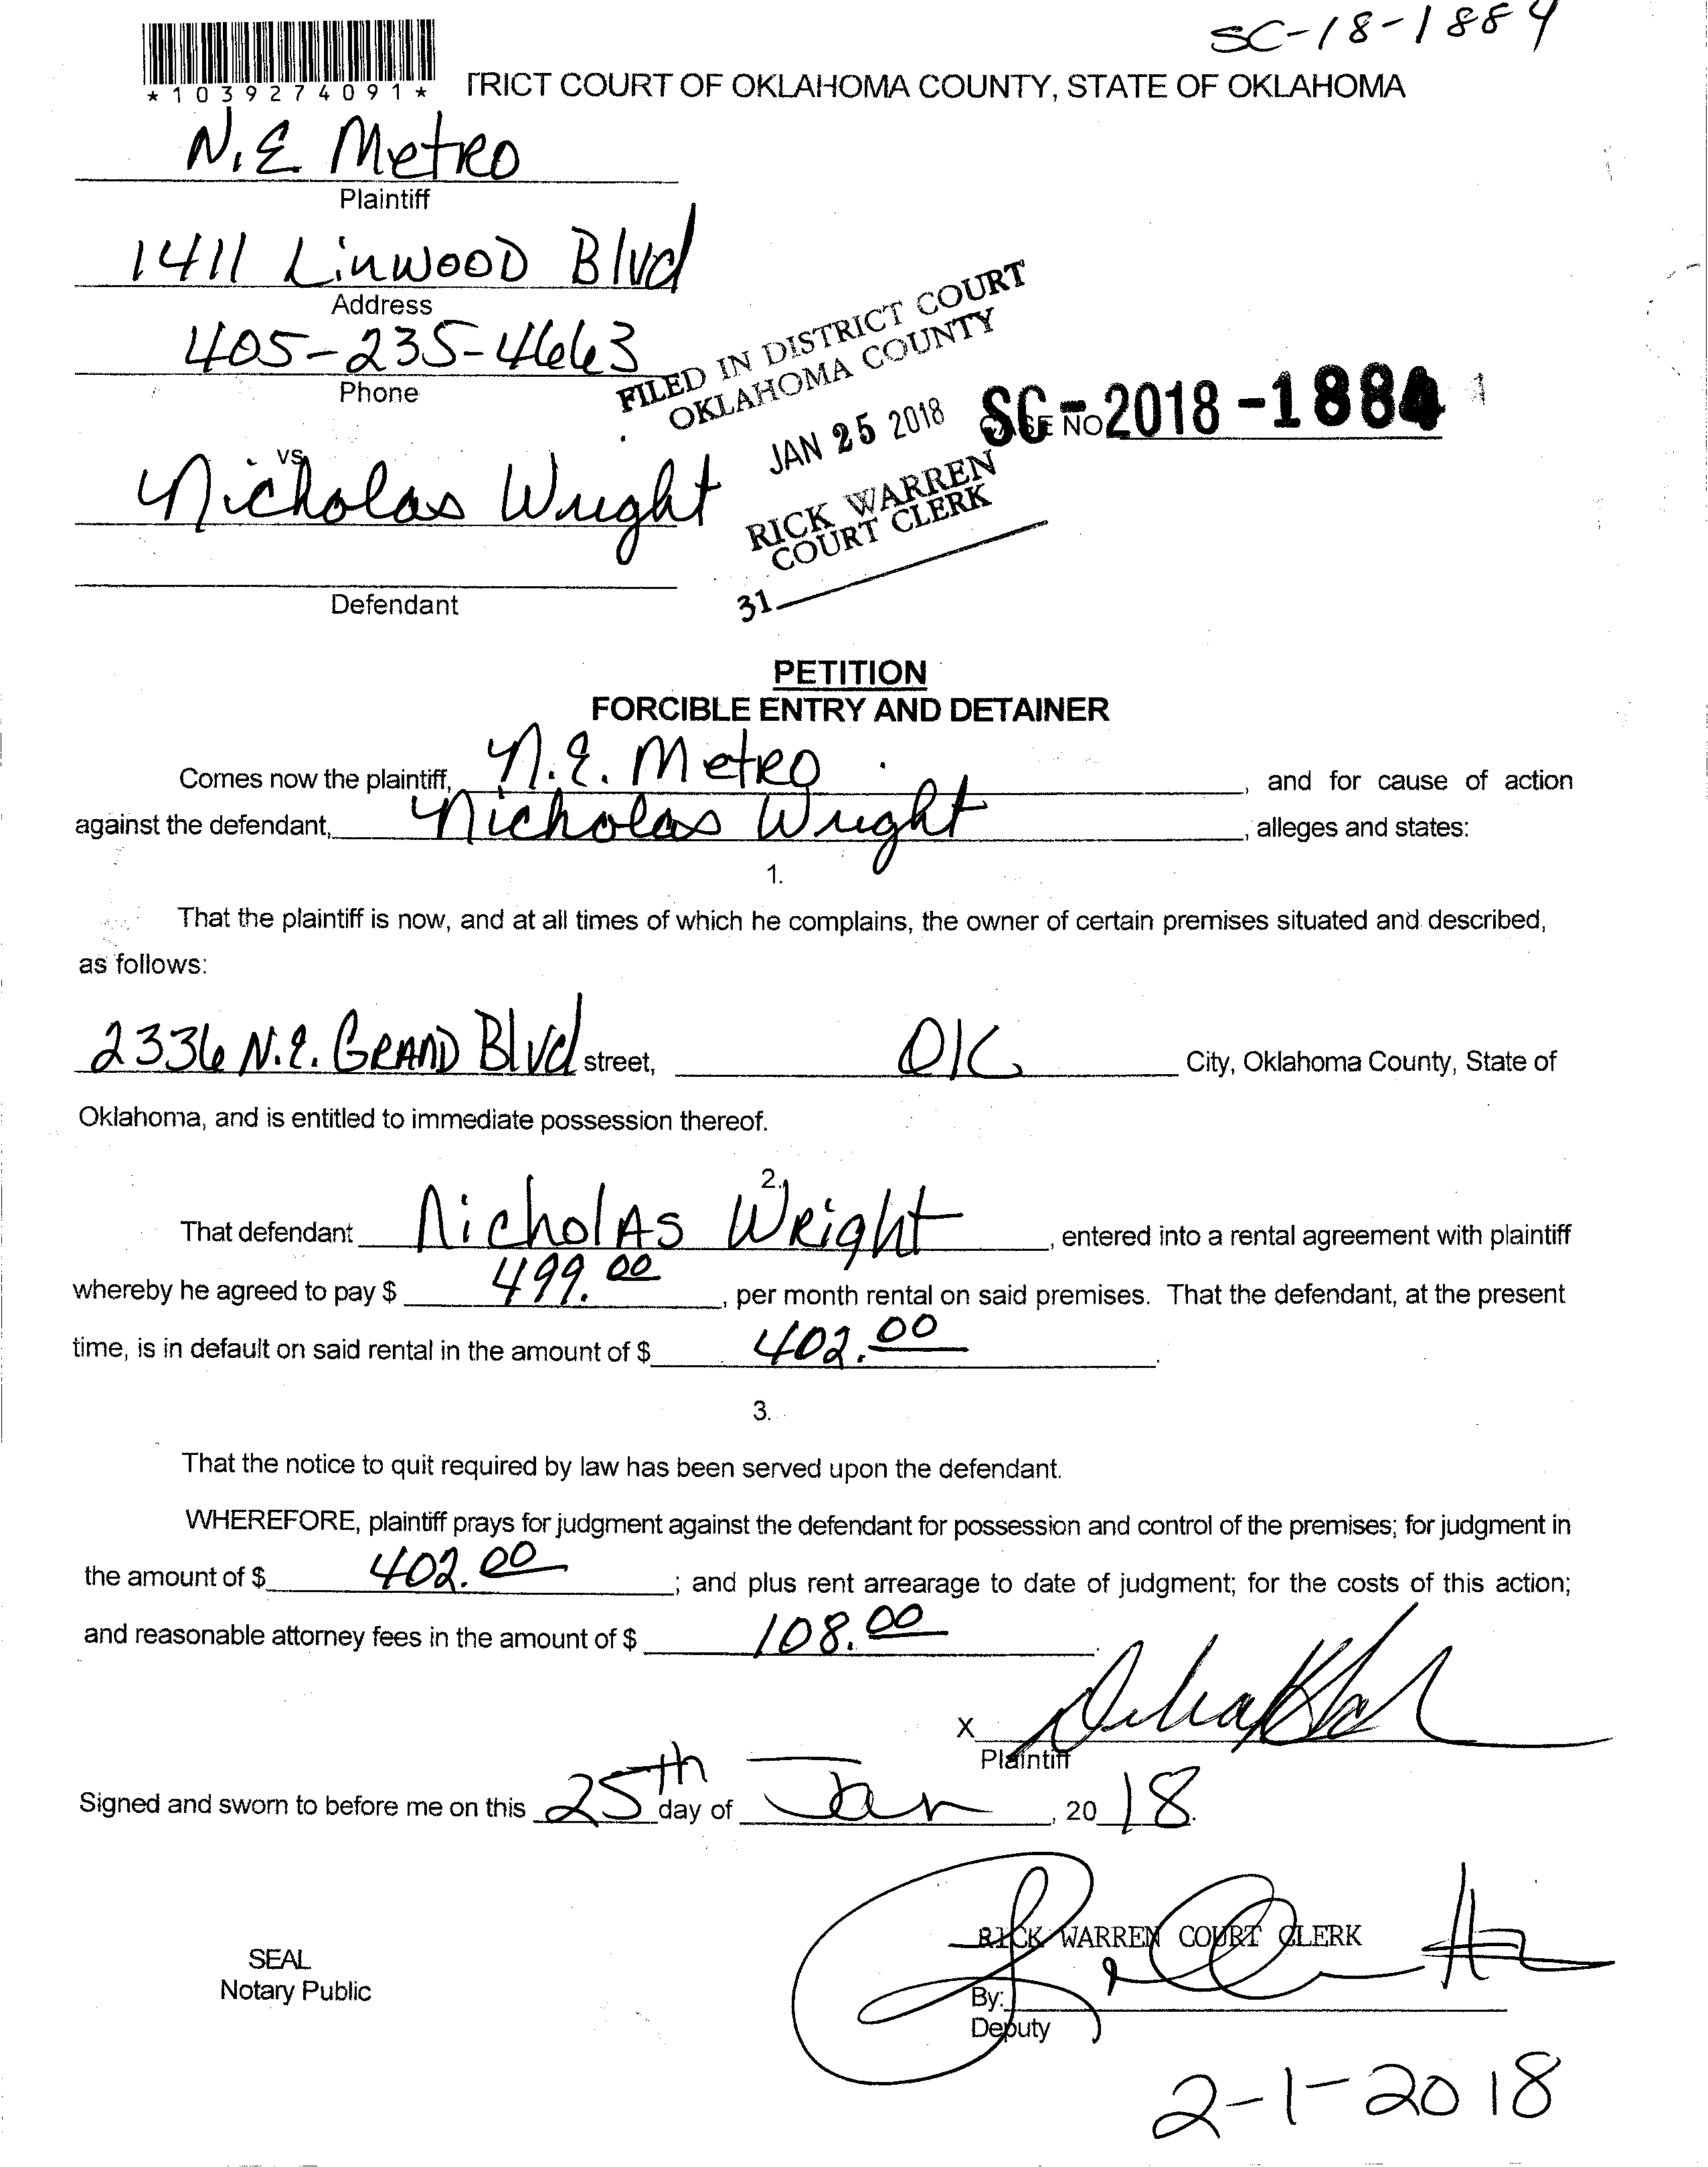 SC-18-1884
*1039274091*
TRICT COURT OF OKLAHOMA COUNTY, STATE OF OKLAHOMA
N.E Metro
Plaintiff
1411 Linwood Blvd
Address
405-235-4663
Phone
FILED IN DISTRICT COURT
OKLAHOMA COUNTY
JAN 25 2018
RICK WARREN
COURT CLERK
31
CASE NO.
SC-2018-1884
vs.
Nicholas Wright
Defendant
PETITION
FORCIBLE ENTRY AND DETAINER
Comes now the plaintiff, N.E. Metro, and for cause of action
against the defendant, Nicholas Wright, alleges and states:
1.
That the plaintiff is now, and at all times of which he complains, the owner of certain premises situated and described,
as follows:
2336 N.E. Grand Blvd street, OK City, Oklahoma County, State of
Oklahoma, and is entitled to immediate possession thereof.
2.
That defendant Nicholas Wright, entered into a rental agreement with plaintiff
whereby he agreed to pay $ 499.00, per month rental on said premises. That the defendant, at the present
time, is in default on said rental in the amount of $ 402.00.
3.
That the notice to quit required by law has been served upon the defendant.
WHEREFORE, plaintiff prays for judgment against the defendant for possession and control of the premises; for judgment in
the amount of $ 402.00; and plus rent arrearage to date of judgment; for the costs of this action;
and reasonable attorney fees in the amount of $ 108.00.
X
Plaintiff
Signed and sworn to before me on this 25th day of Jan, 2018.
RICK WARREN COURT CLERK
SEAL
Notary Public
By:
Deputy
2-1-2018